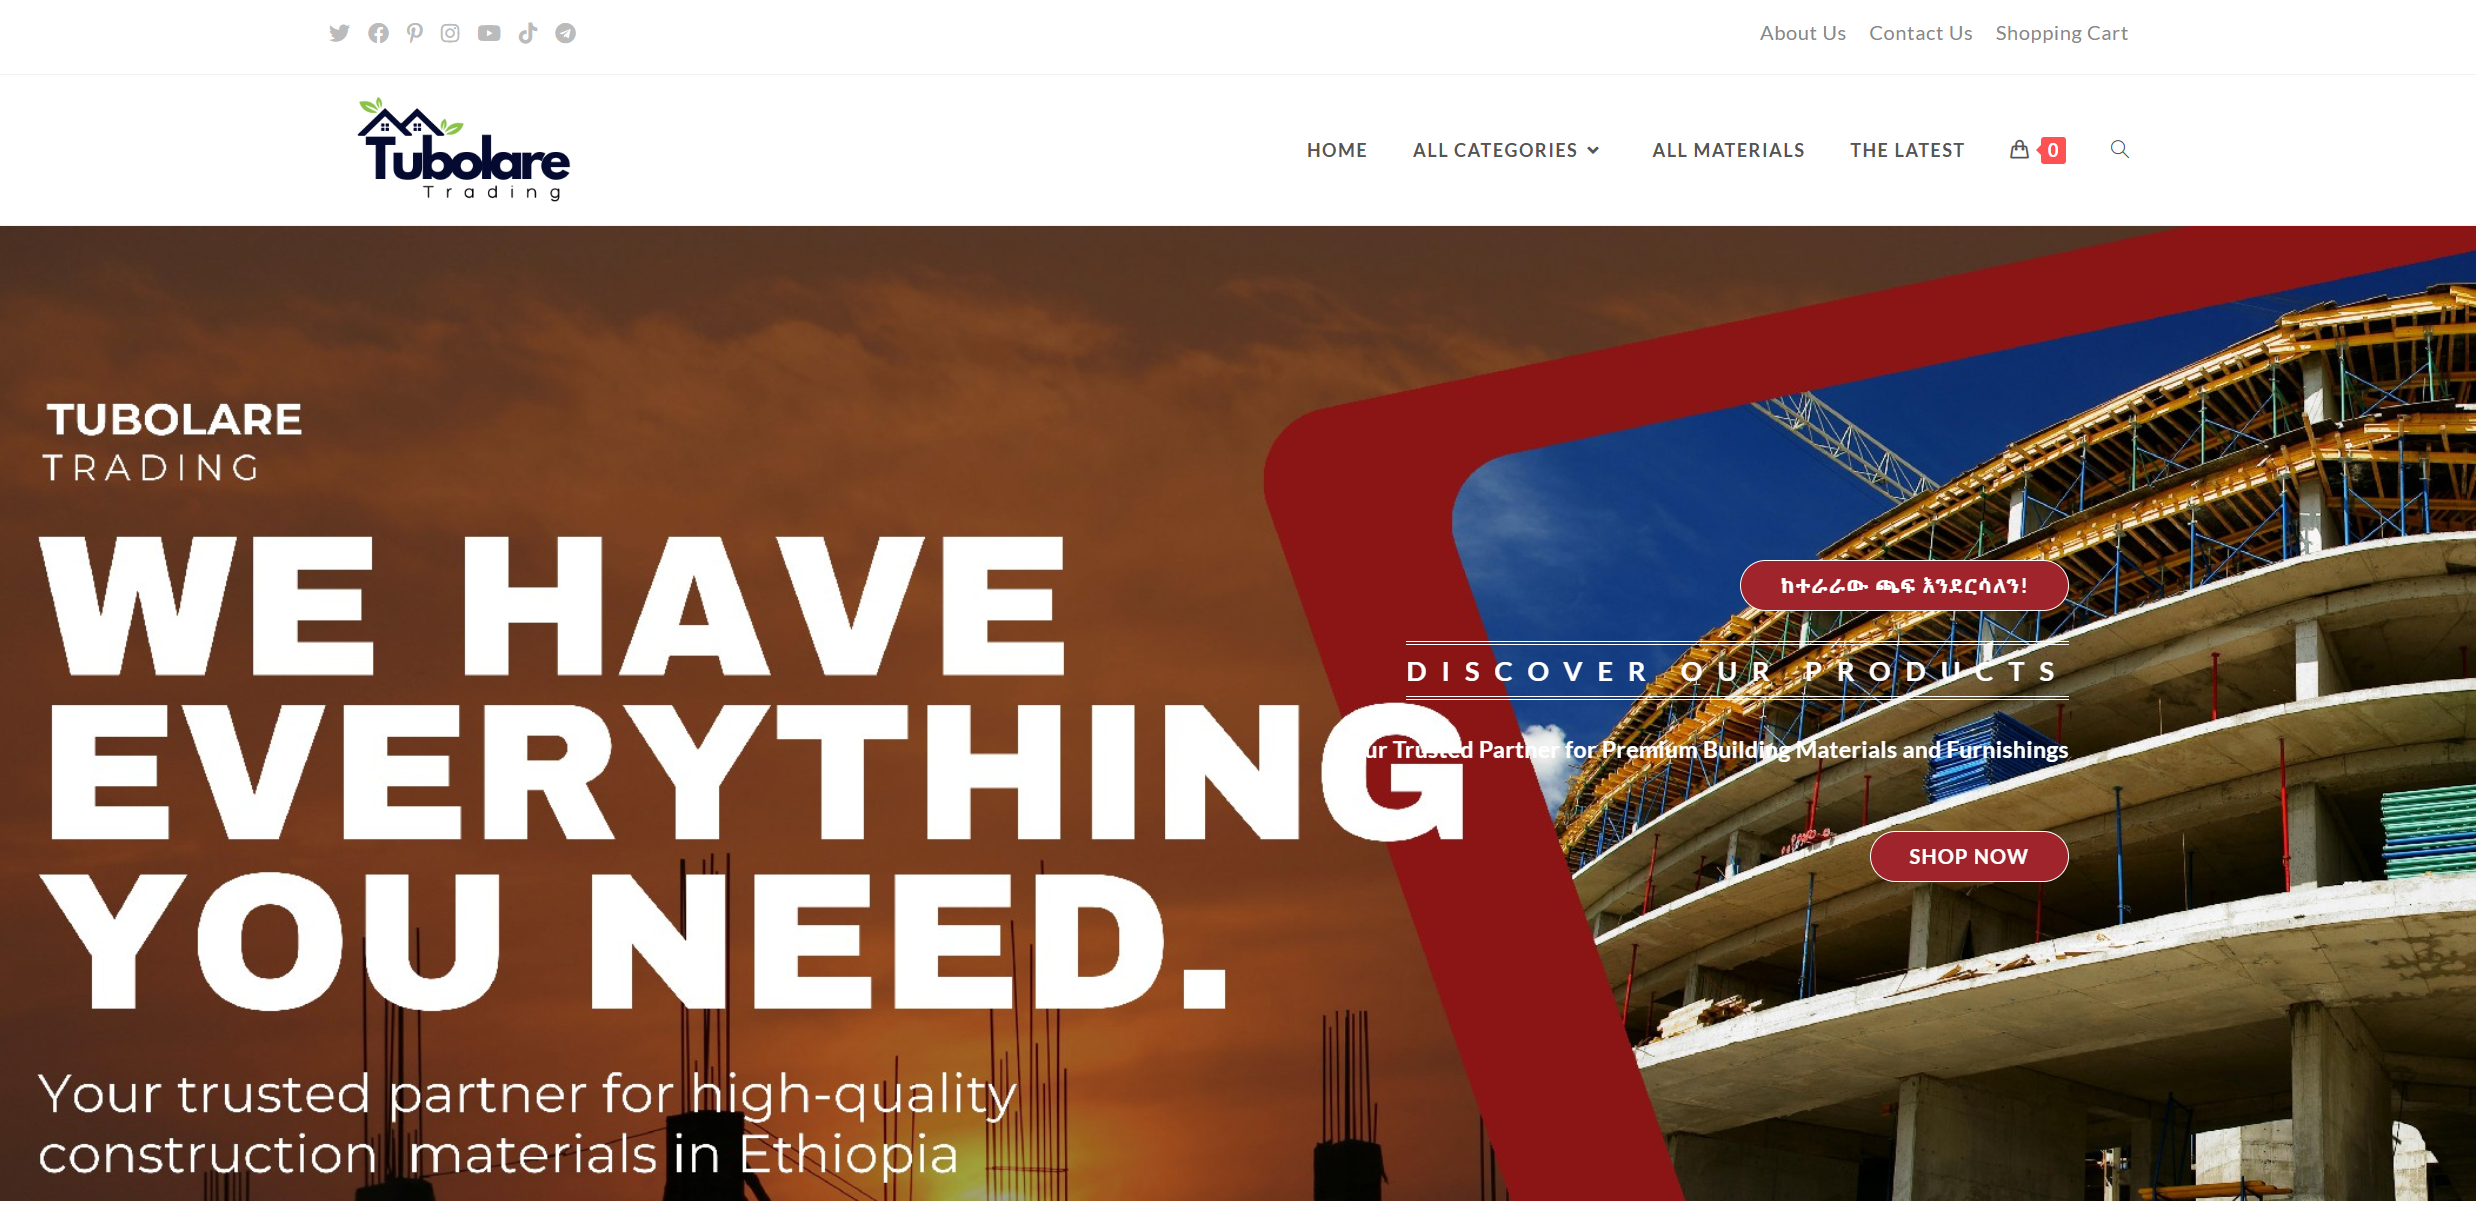 About Us Contact Us Shopping Cart
Tubolare
Trading
HOME ALL CATEGORIES ALL MATERIALS THE LATEST 0
TUBOLARE
TRADING
WE HAVE
EVERYTHING
YOU NEED.
Your trusted partner for high-quality
construction materials in Ethiopia
ከተራራው ጫፍ እንደርሳለን!
DISCOVER OUR PRODUCTS
ur Trusted Partner for Premium Building Materials and Furnishings
SHOP NOW